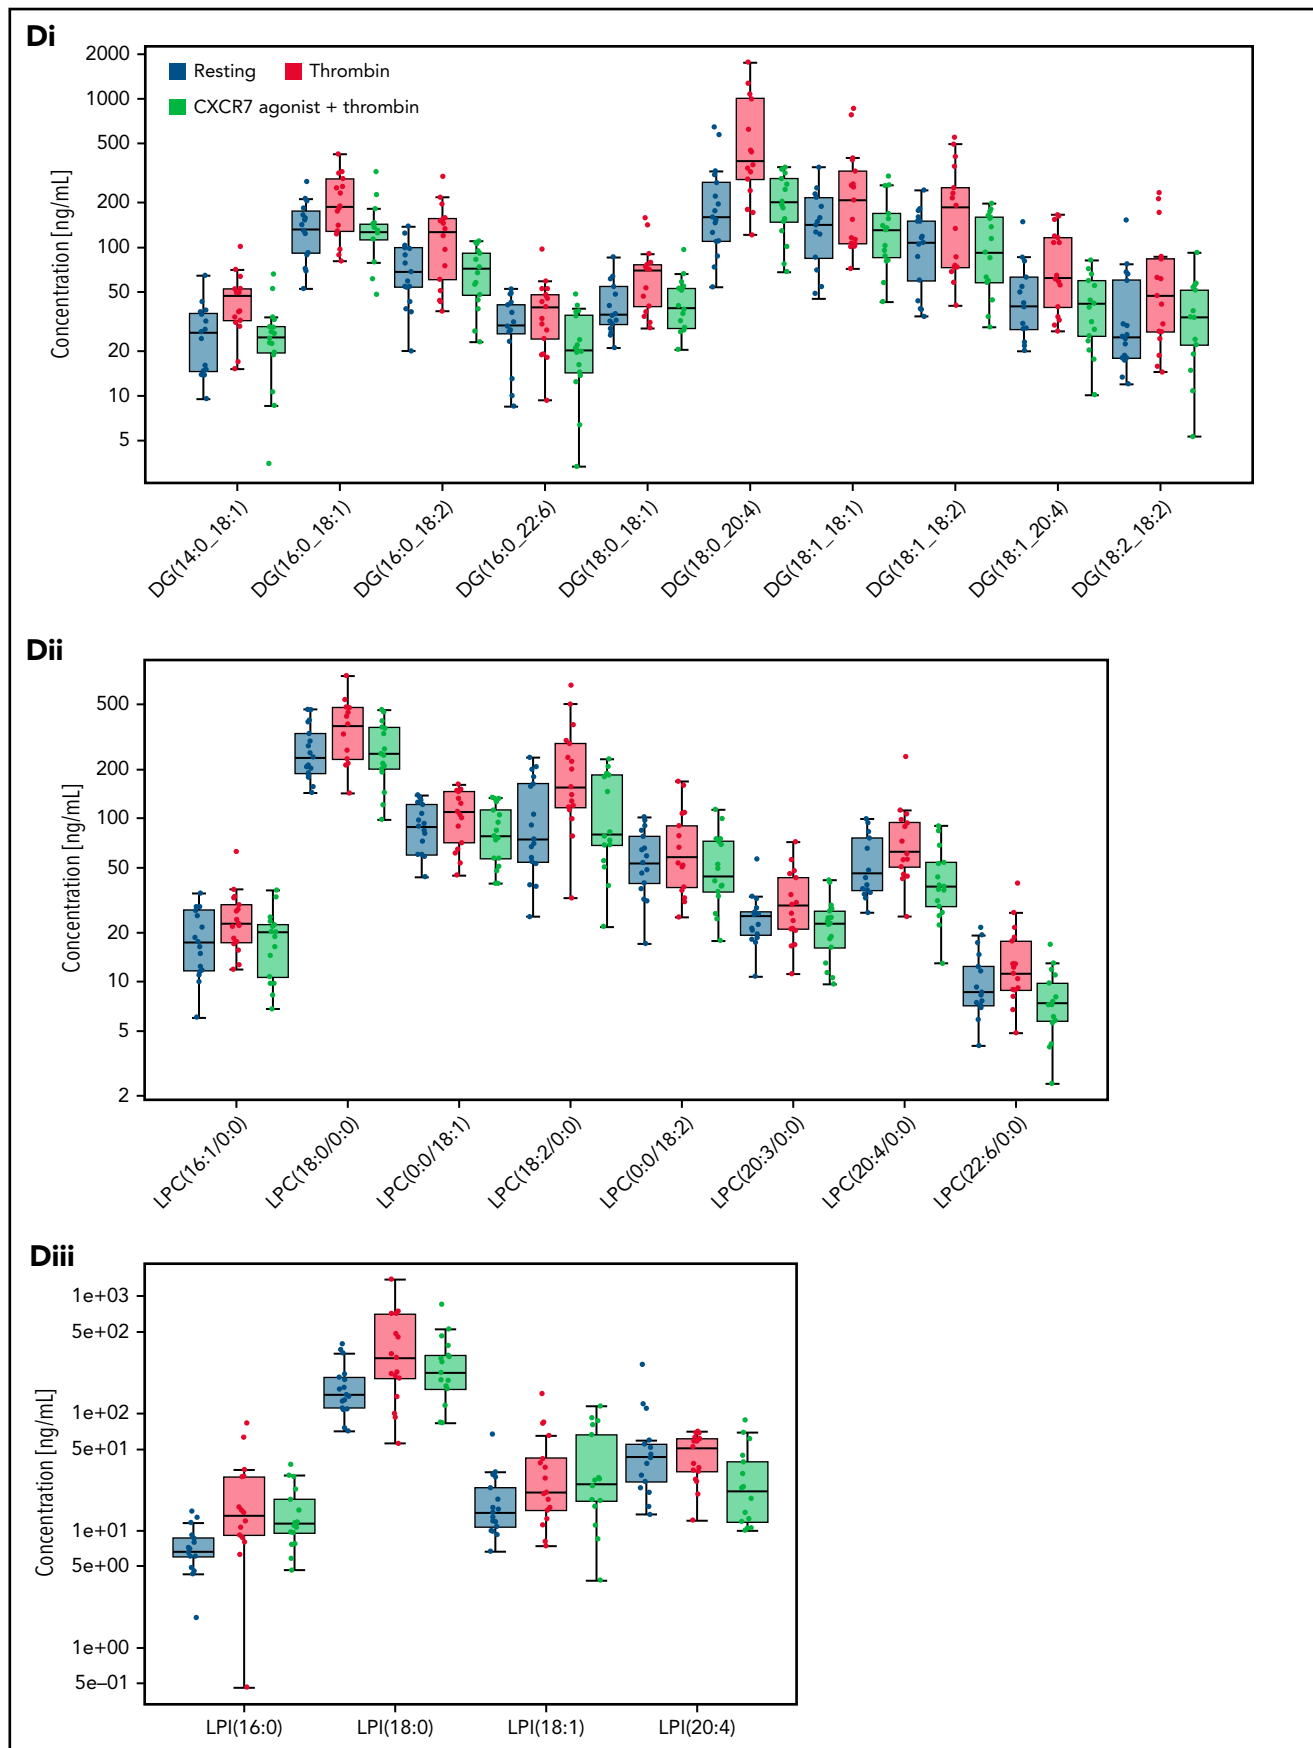 Di
Resting
Thrombin
CXCR7 agonist + thrombin
Concentration [ng/mL]
2000
1000
500
200
100
50
20
10
5
DG(14:0_18:1)
DG(16:0_18:1)
DG(16:0_18:2)
DG(16:0_22:6)
DG(18:0_18:1)
DG(18:0_20:4)
DG(18:1_18:1)
DG(18:1_18:2)
DG(18:1_20:4)
DG(18:2_18:2)
Dii
Concentration [ng/mL]
500
200
100
50
20
10
5
2
LPC(16:1/0:0)
LPC(18:0/0:0)
LPC(0:0/18:1)
LPC(18:2/0:0)
LPC(0:0/18:2)
LPC(20:3/0:0)
LPC(20:4/0:0)
LPC(22:6/0:0)
Diii
Concentration [ng/mL]
1e+03
5e+02
1e+02
5e+01
1e+01
5e+00
1e+00
5e–01
LPI(16:0)
LPI(18:0)
LPI(18:1)
LPI(20:4)